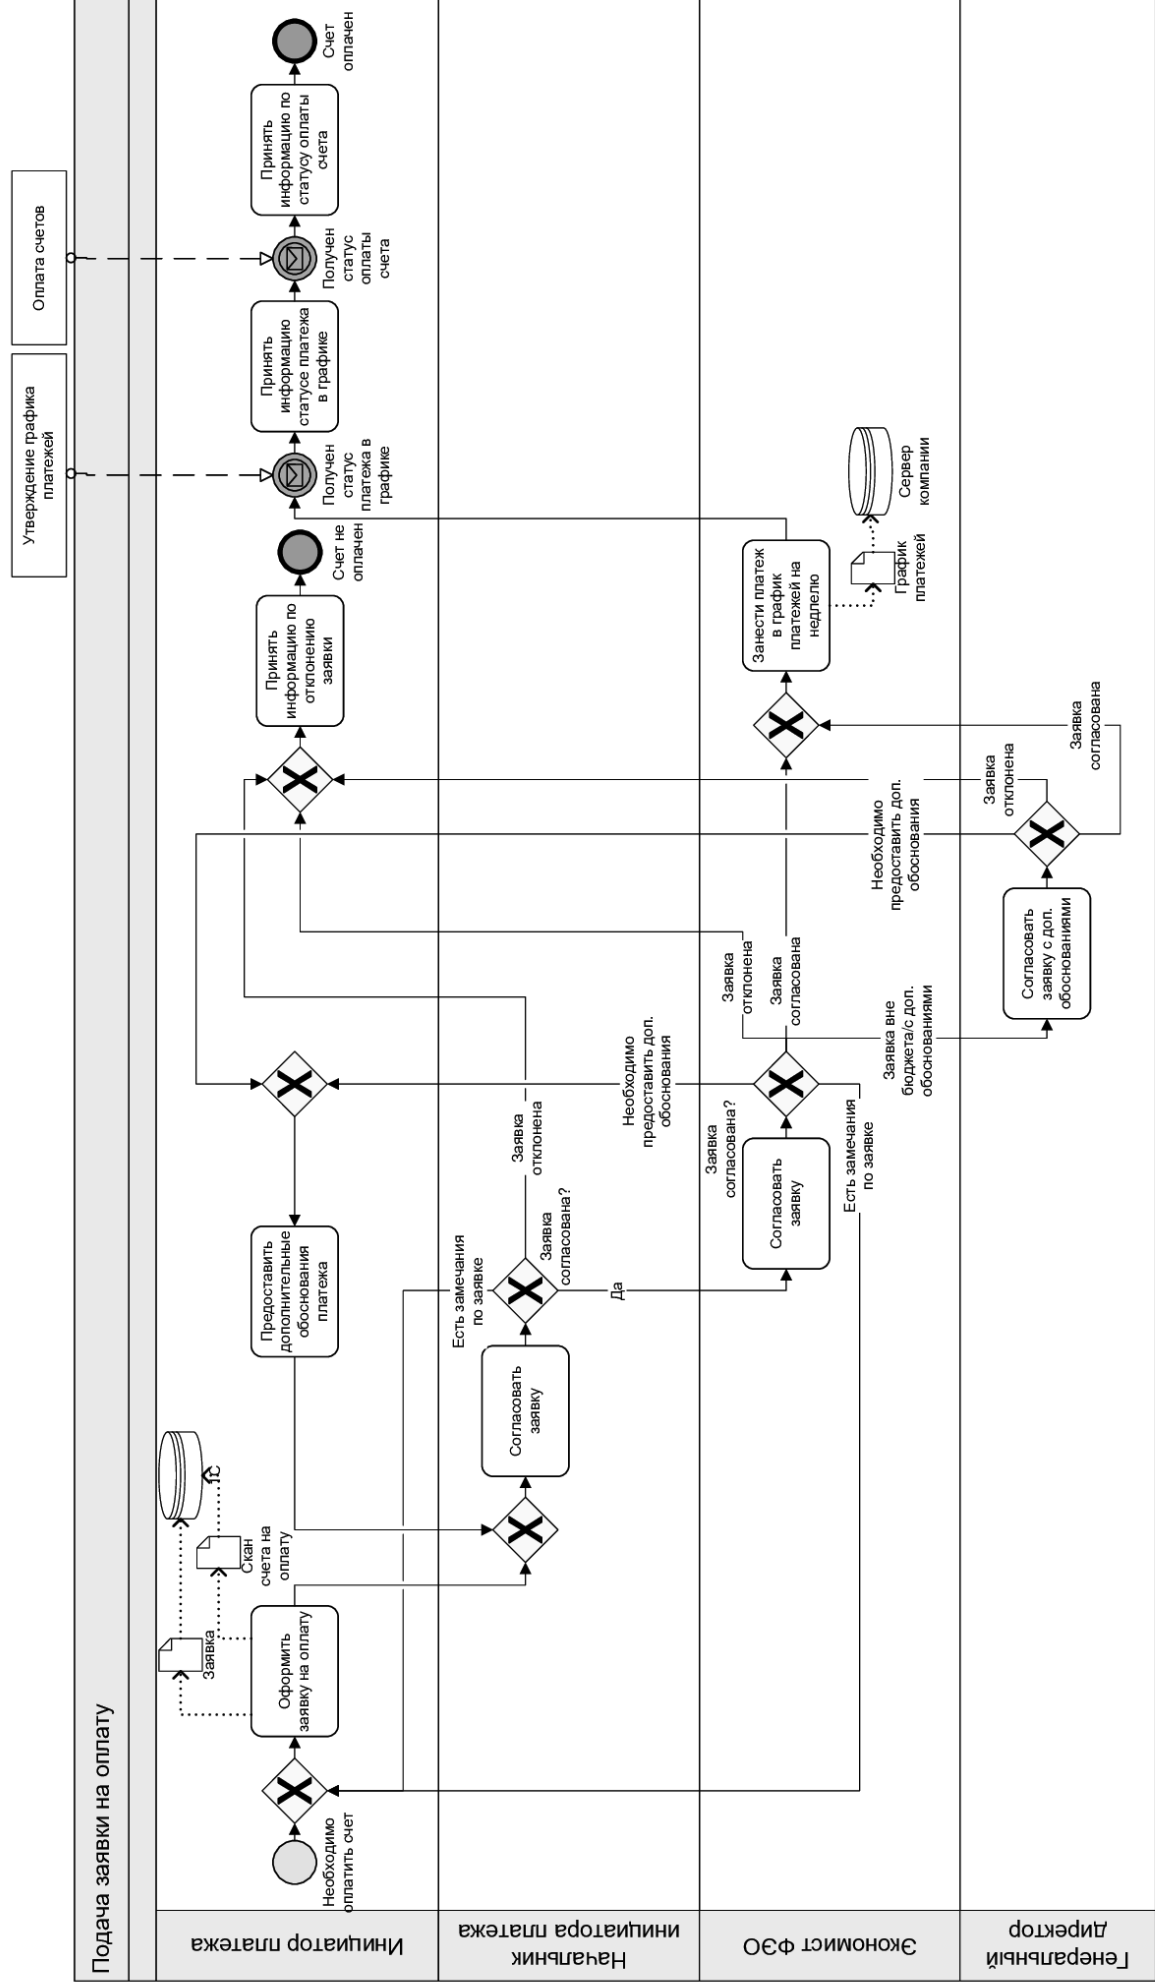 Подача заявки на оплату
Утверждение графика
платежей
Оплата счетов
Инициатор платежа
Необходимо
оплатить счет
Оформить
заявку на оплату
Заявка
Скан
счета на
оплату
1С
Предоставить
дополнительные
обоснования
платежа
Принять
информацию по
отклонению
заявки
Счет не
оплачен
Получен
статус
платежа в
графике
Принять
информацию
статусе платежа
в графике
Получен
статус
оплаты
счета
Принять
информацию по
статусу оплаты
счета
Счет
оплачен
Начальник
инициатора платежа
Согласовать
заявку
Есть замечания
по заявке
Заявка
согласована?
Заявка
отклонена
Да
Необходимо
предоставить доп.
обоснования
Экономист ФЭО
Согласовать
заявку
Заявка
согласована?
Есть замечания
по заявке
Заявка
отклонена
Заявка
согласована
Заявка вне
бюджета/с доп.
обоснованиями
Необходимо
предоставить доп.
обоснования
Занести платеж
в график
платежей на
недлелю
График
платежей
Сервер
компании
Генеральный
директор
Согласовать
заявку с доп.
обоснованиями
Заявка
отклонена
Заявка
согласована